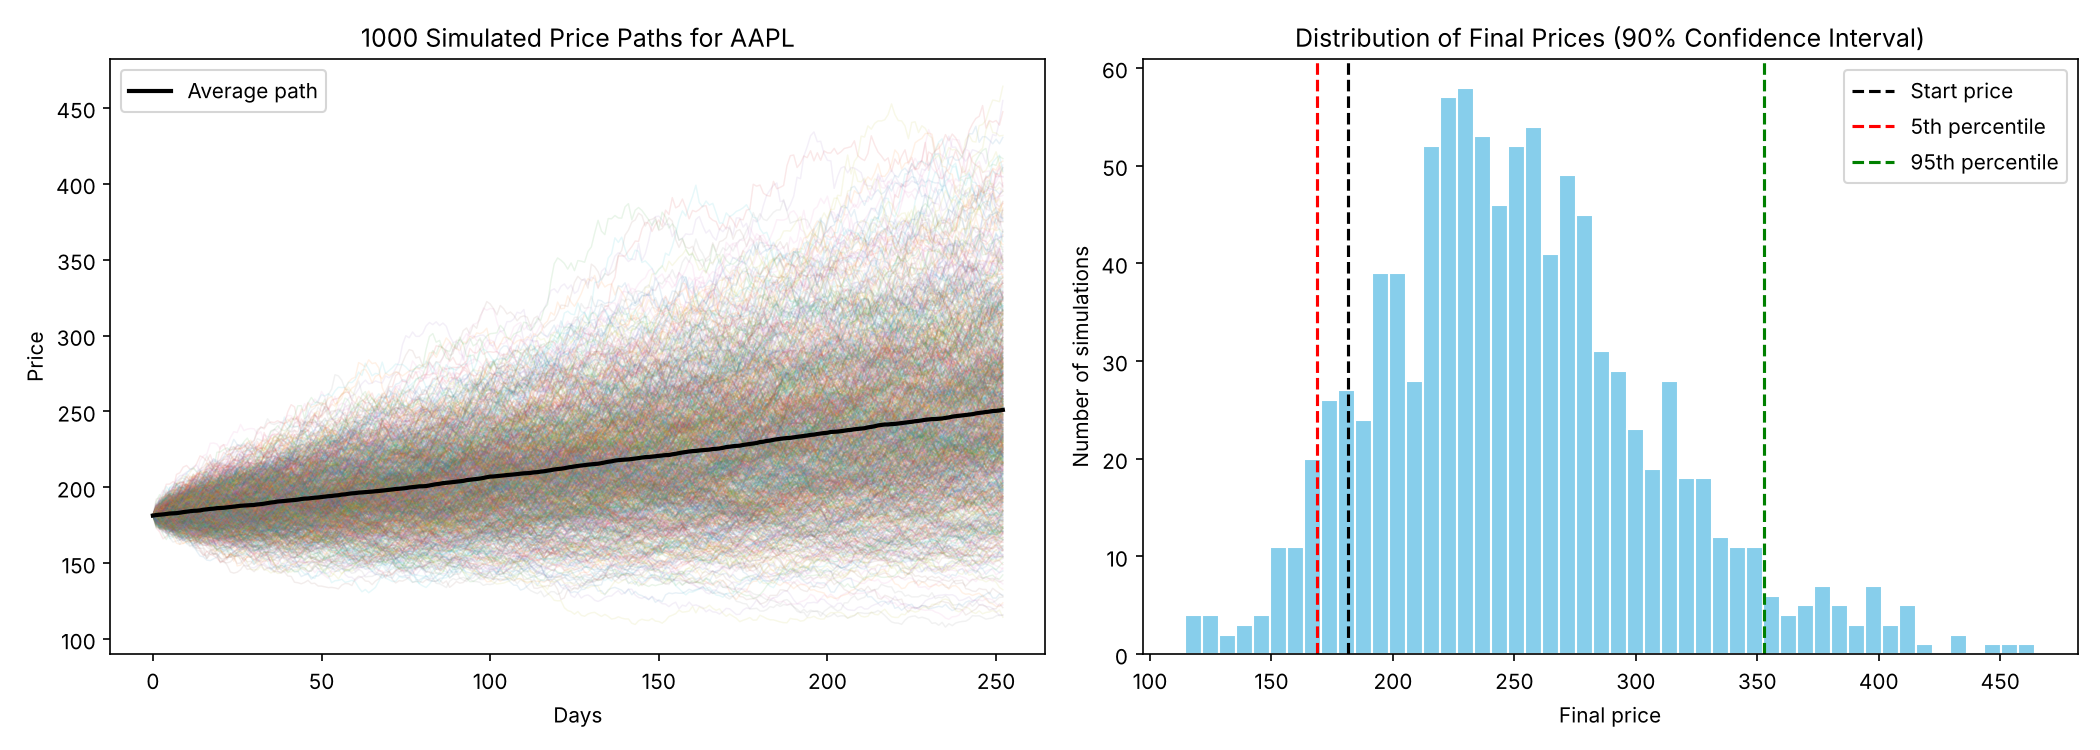 1000 Simulated Price Paths for AAPL
Average path
450
400
350
300
250
200
150
100
Price
0 50 100 150 200 250
Days
Distribution of Final Prices (90% Confidence Interval)
Start price
5th percentile
95th percentile
60
50
40
30
20
10
0
Number of simulations
100 150 200 250 300 350 400 450
Final price